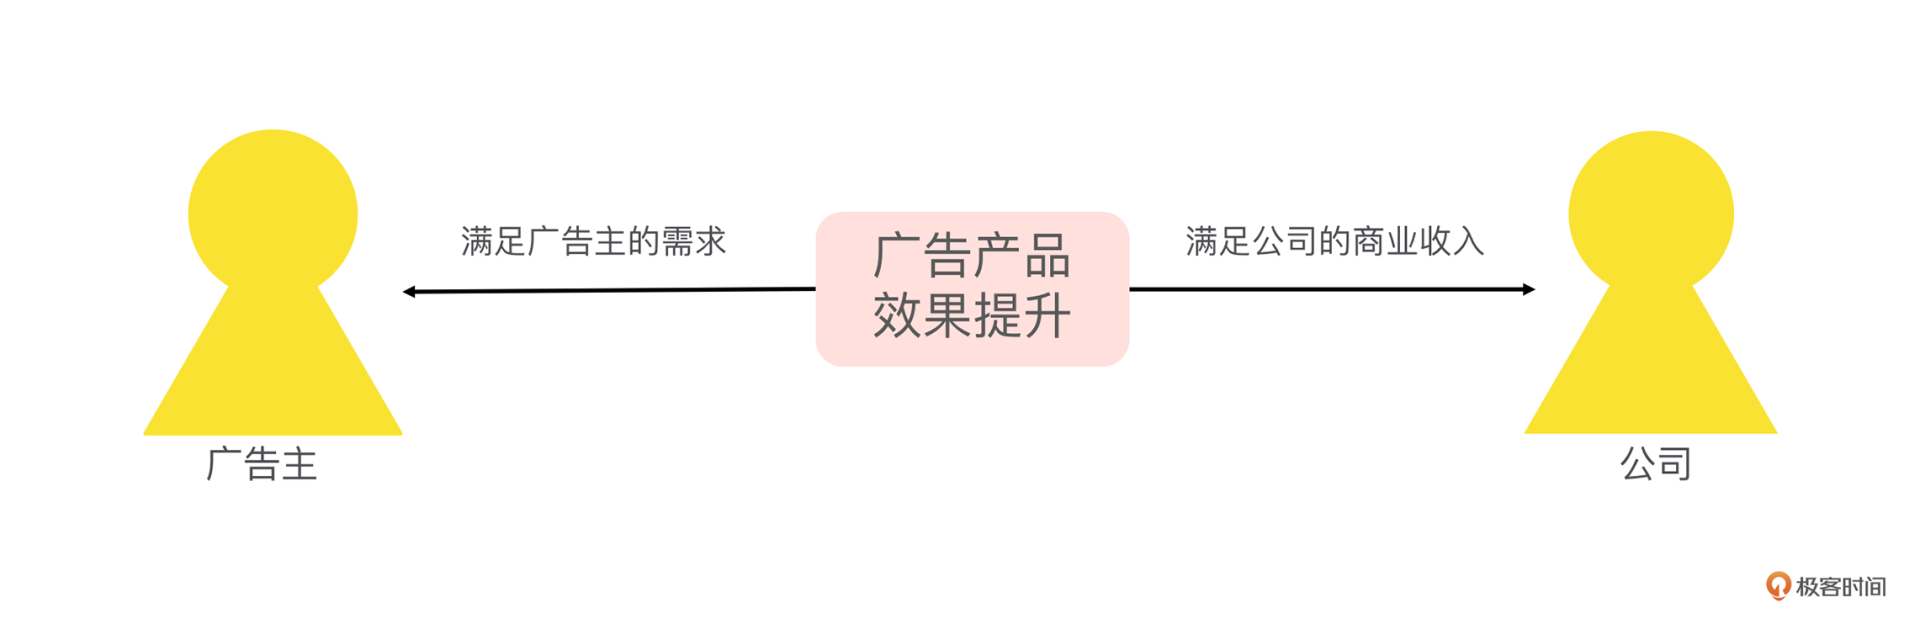 满足广告主的需求
广告产品
效果提升
满足公司的商业收入
广告主
公司
极客时间